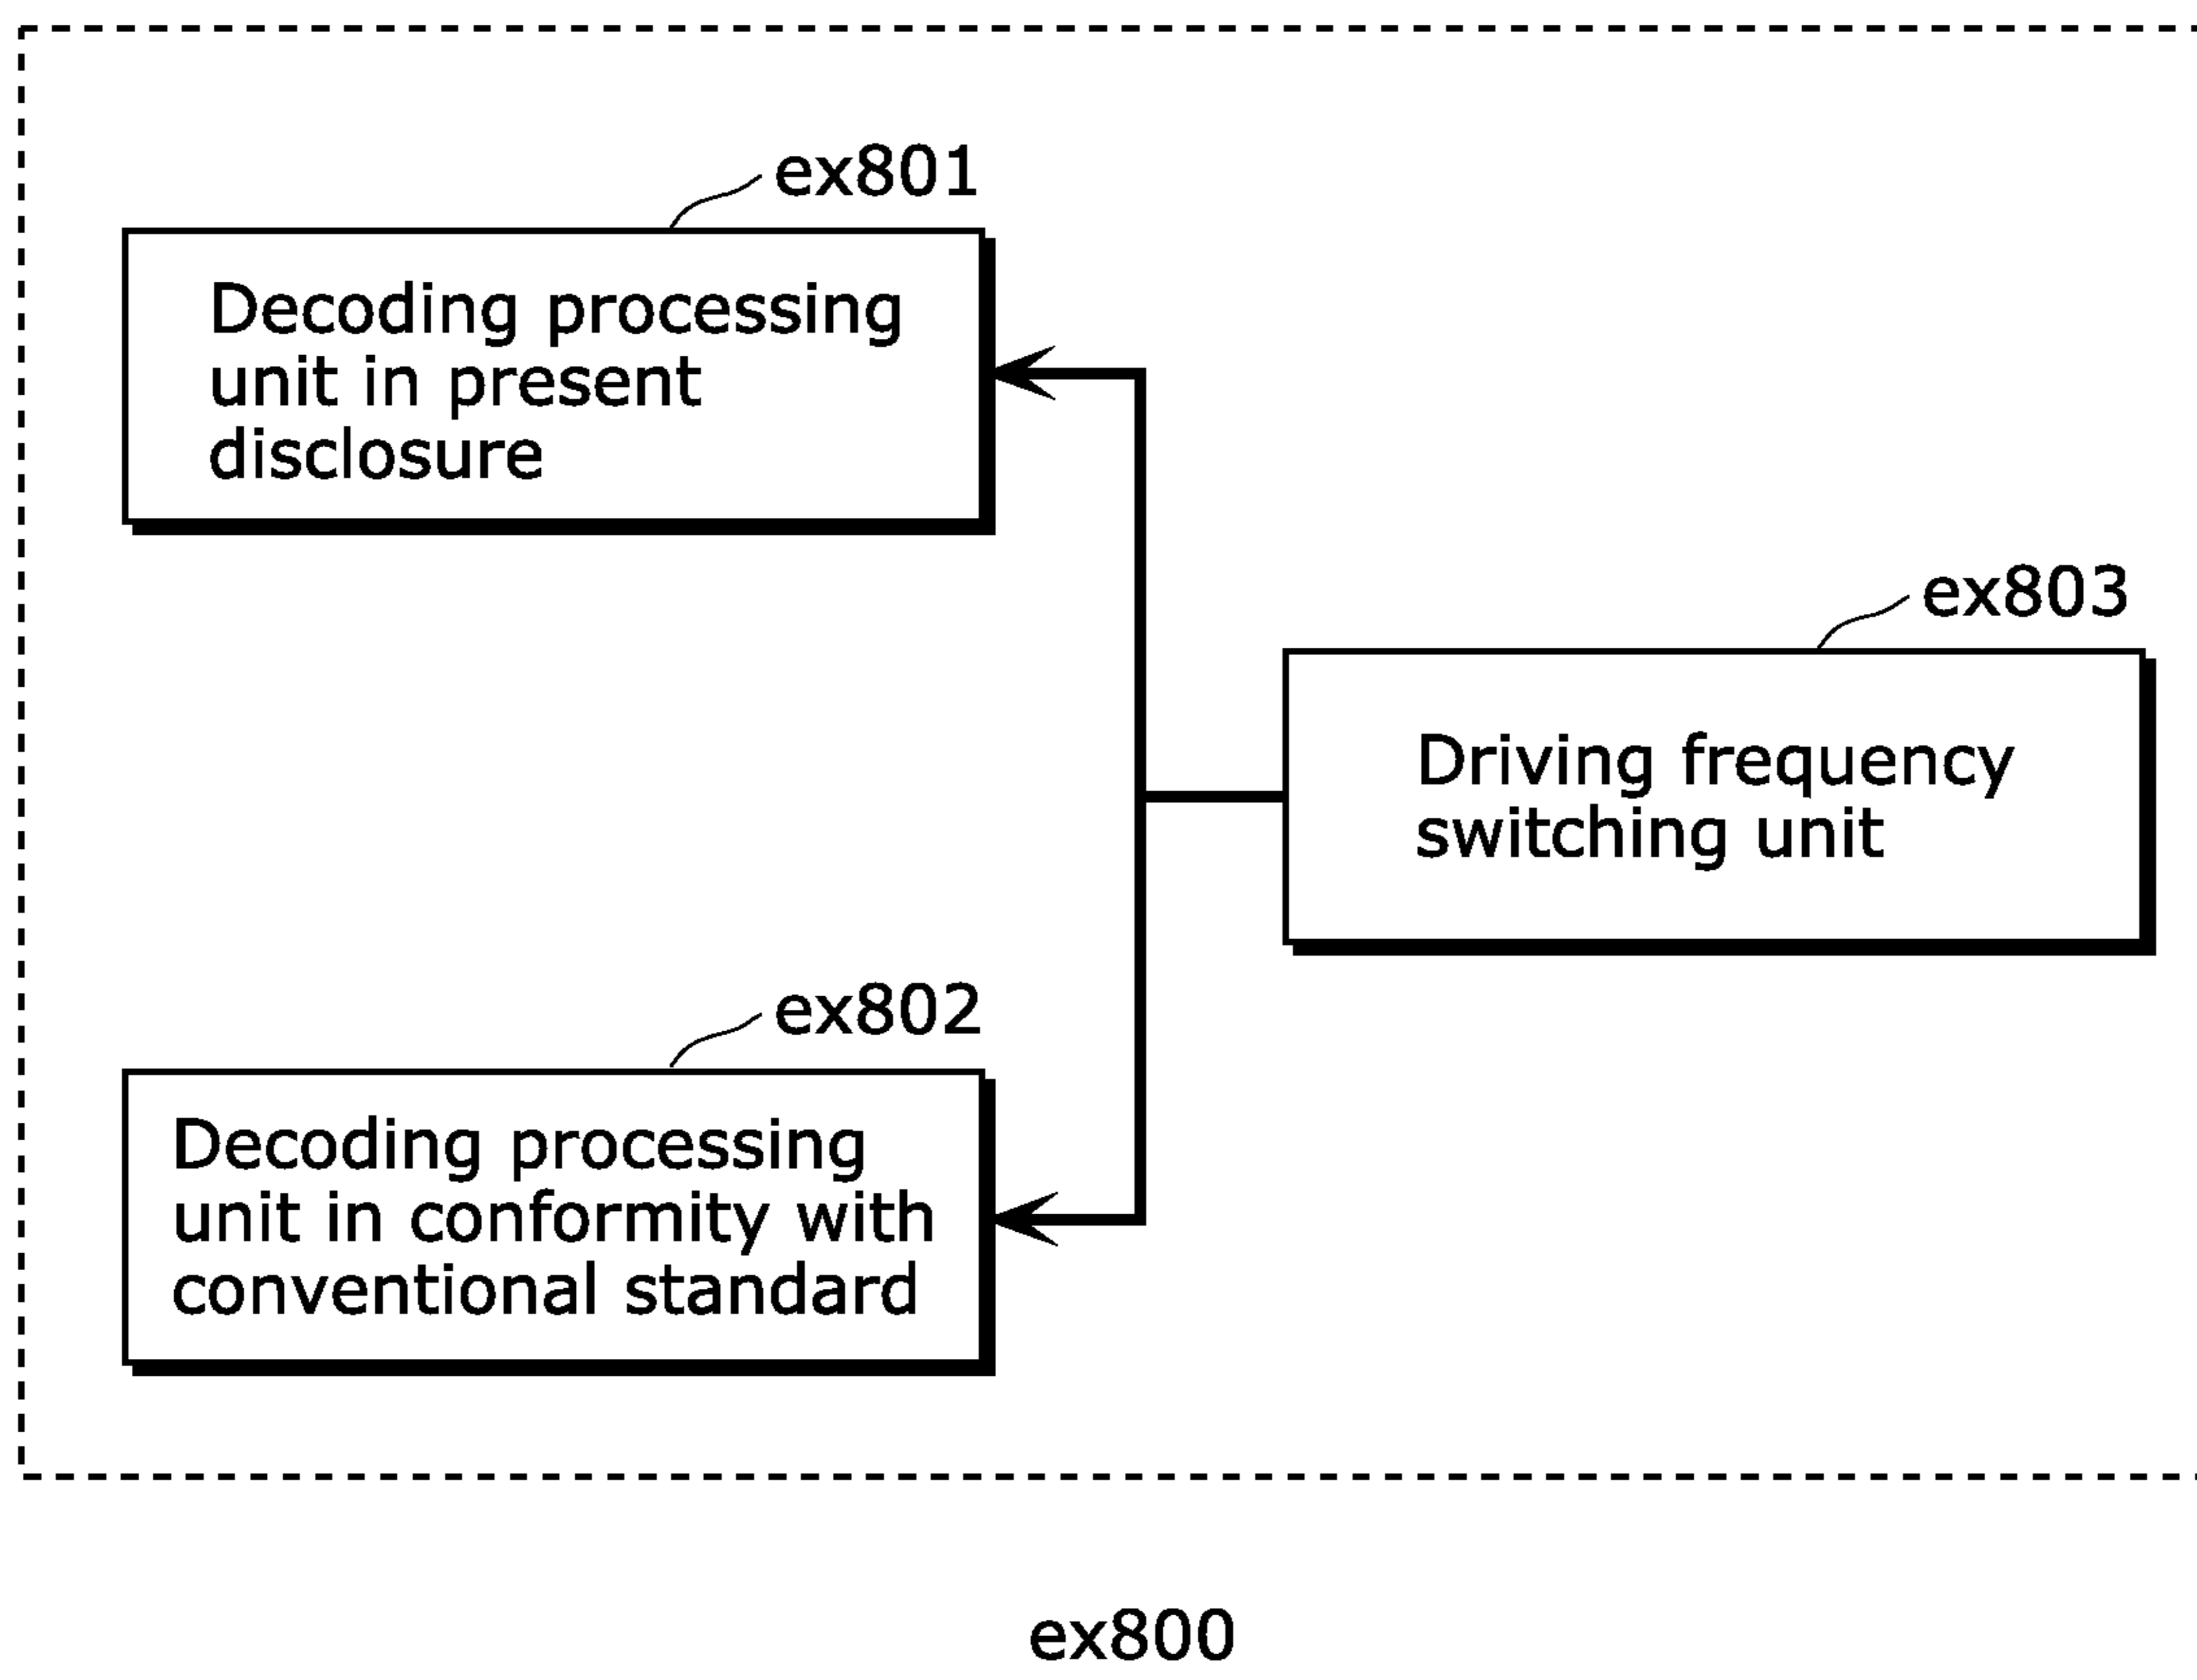 ex801
Decoding processing
unit in present
disclosure
ex803
Driving frequency
switching unit
ex802
Decoding processing
unit in conformity with
conventional standard
ex800